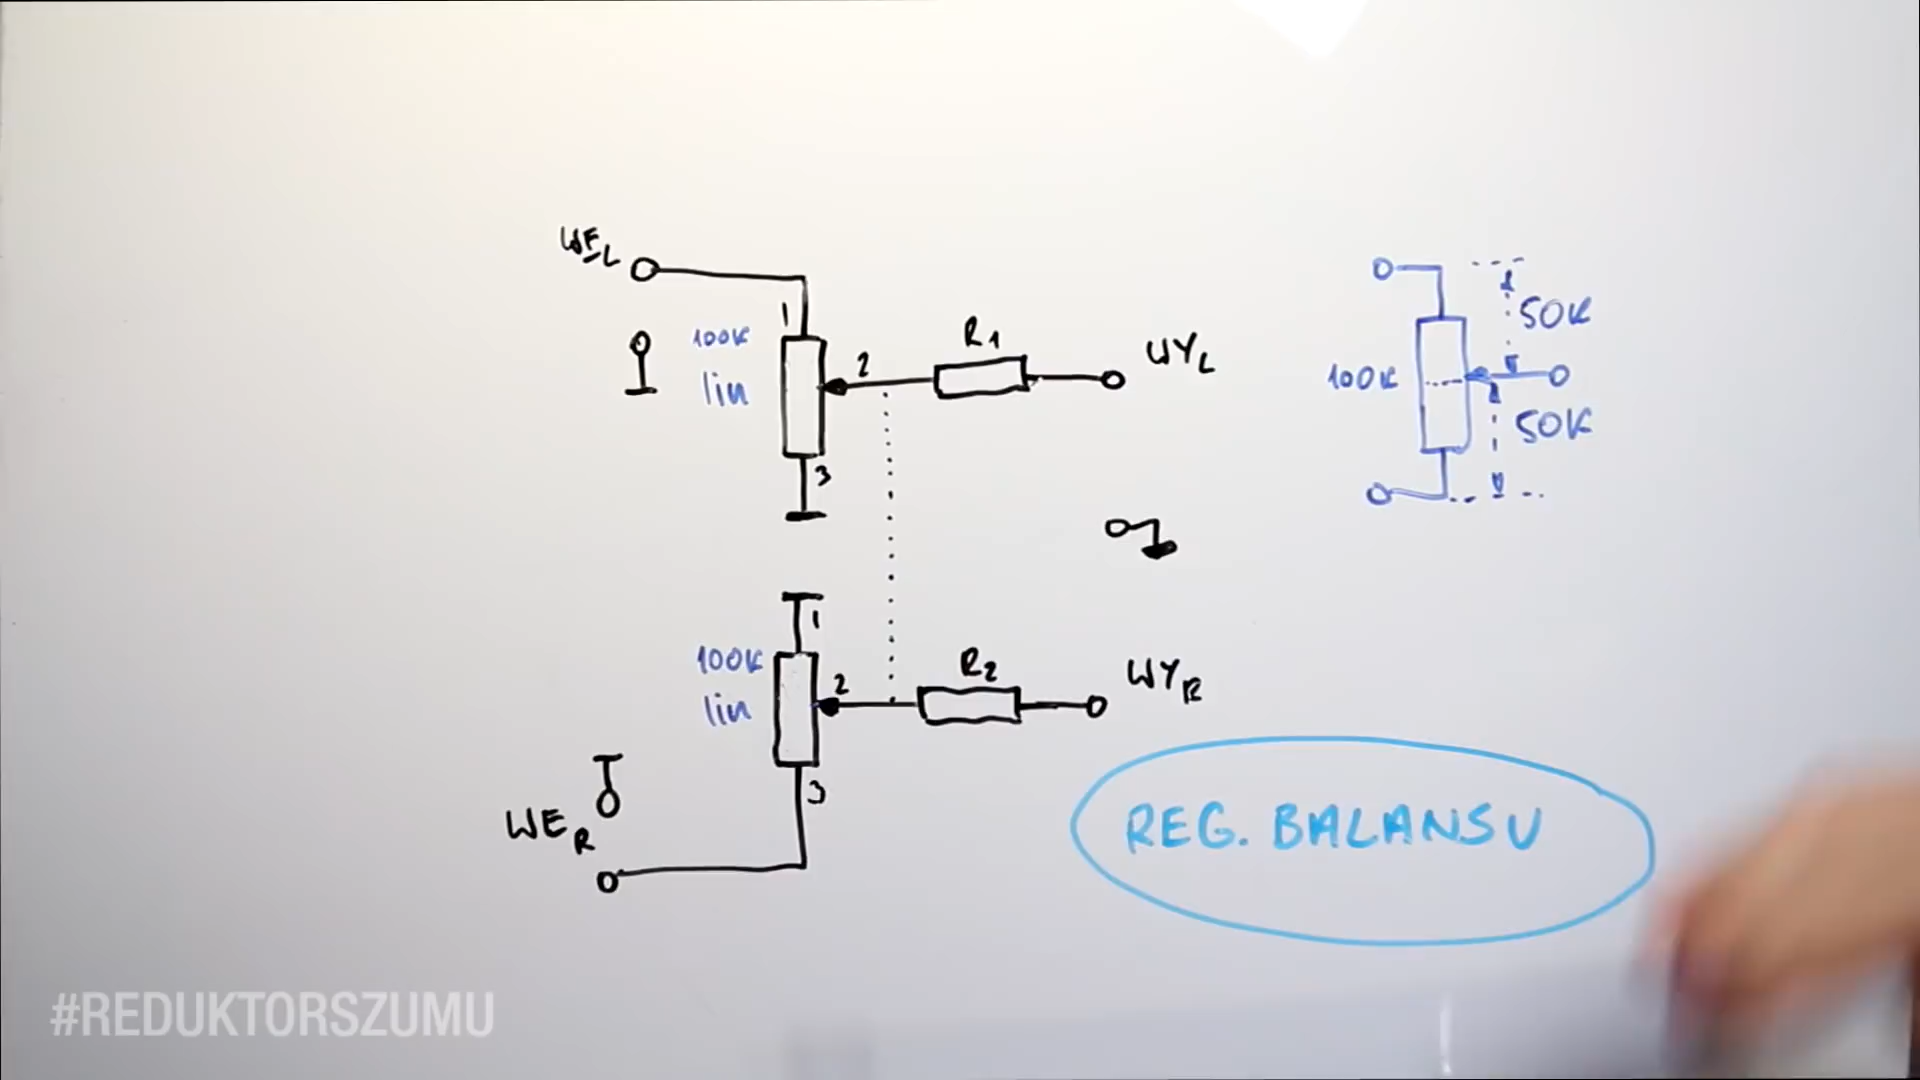 WE_L
1
100K
lin
2
R1
WY_L
3
100K
50K
50K
1
100K
lin
2
R2
WY_R
3
WE_R
REG. BALANSU
#REDUKTORSZUMU